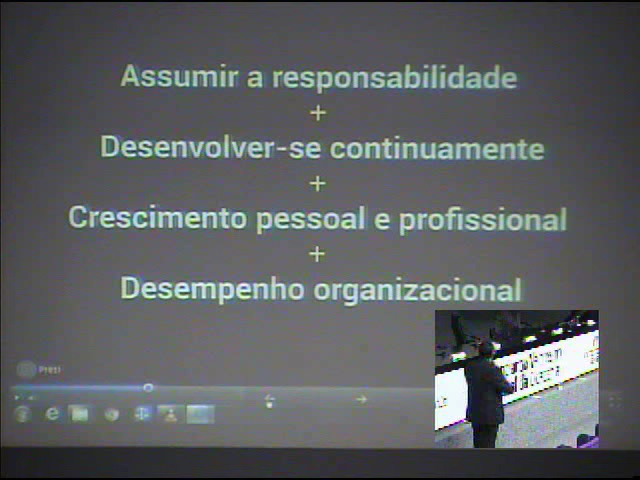 Assumir a responsabilidade
+
Desenvolver-se continuamente
+
Crescimento pessoal e profissional
+
Desempenho organizacional
Prezi